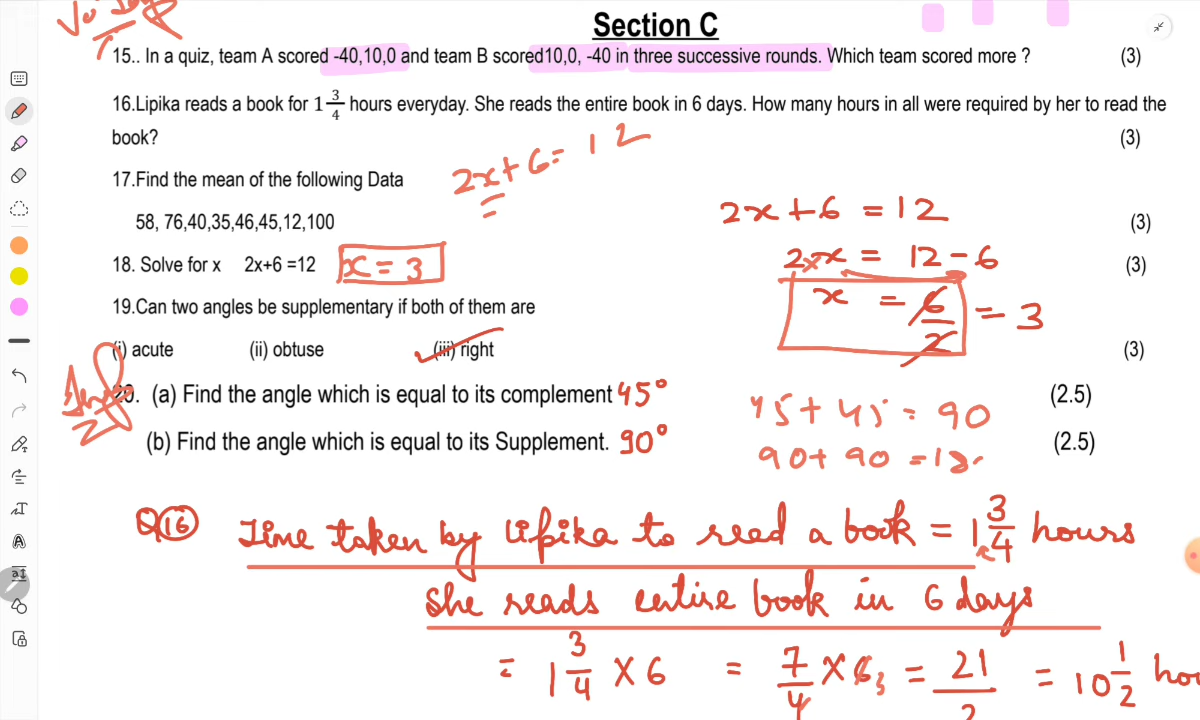 Section C
15.. In a quiz, team A scored -40,10,0 and team B scored10,0, -40 in three successive rounds. Which team scored more ? (3)
16.Lipika reads a book for 1 3/4 hours everyday. She reads the entire book in 6 days. How many hours in all were required by her to read the
book? (3)
2x+6=12
17.Find the mean of the following Data
2x+6 =12
58, 76,40,35,46,45,12,100 (3)
18. Solve for x 2x+6 =12 x = 3 (3)
2×x = 12-6
x = 6/2 = 3
19.Can two angles be supplementary if both of them are
(i) acute (ii) obtuse (iii) right (3)
20. (a) Find the angle which is equal to its complement 45° (2.5)
45+45=90
(b) Find the angle which is equal to its Supplement. 90° (2.5)
90+90=18
Q16 Time taken by Lipika to read a book = 1 3/4 hours
She reads entire book in 6 days
= 1 3/4 × 6 = 7/4 × 6 3 = 21/2 = 10 1/2 hou